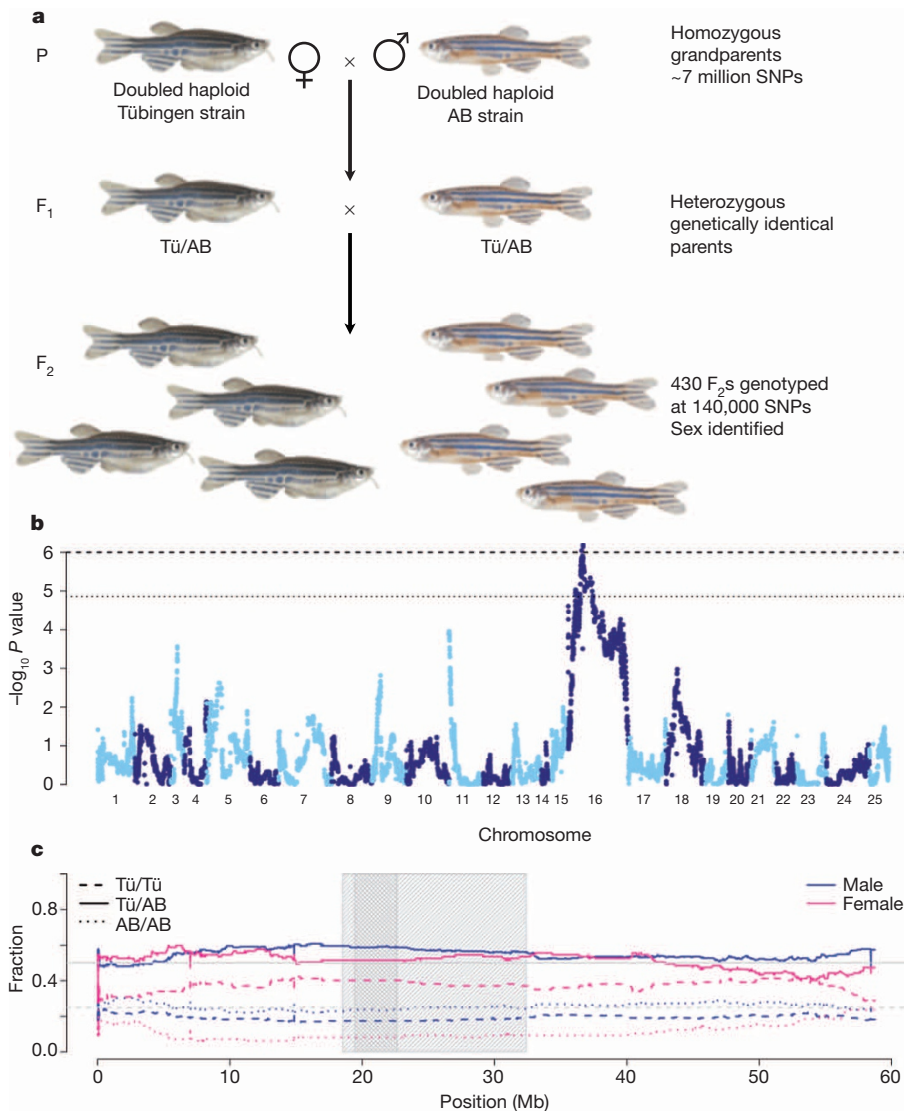 a
P
♀ × ♂
Doubled haploid
Tübingen strain
Doubled haploid
AB strain
Homozygous
grandparents
~7 million SNPs
F1
×
Tü/AB
Tü/AB
Heterozygous
genetically identical
parents
F2
430 F2s genotyped
at 140,000 SNPs
Sex identified
b
–log10 P value
6
5
4
3
2
1
0
1 2 3 4 5 6 7 8 9 10 11 12 13 14 15 16 17 18 19 20 21 22 23 24 25
Chromosome
c
Tü/Tü
Tü/AB
AB/AB
Male
Female
Fraction
0.8
0.4
0.0
0 10 20 30 40 50 60
Position (Mb)